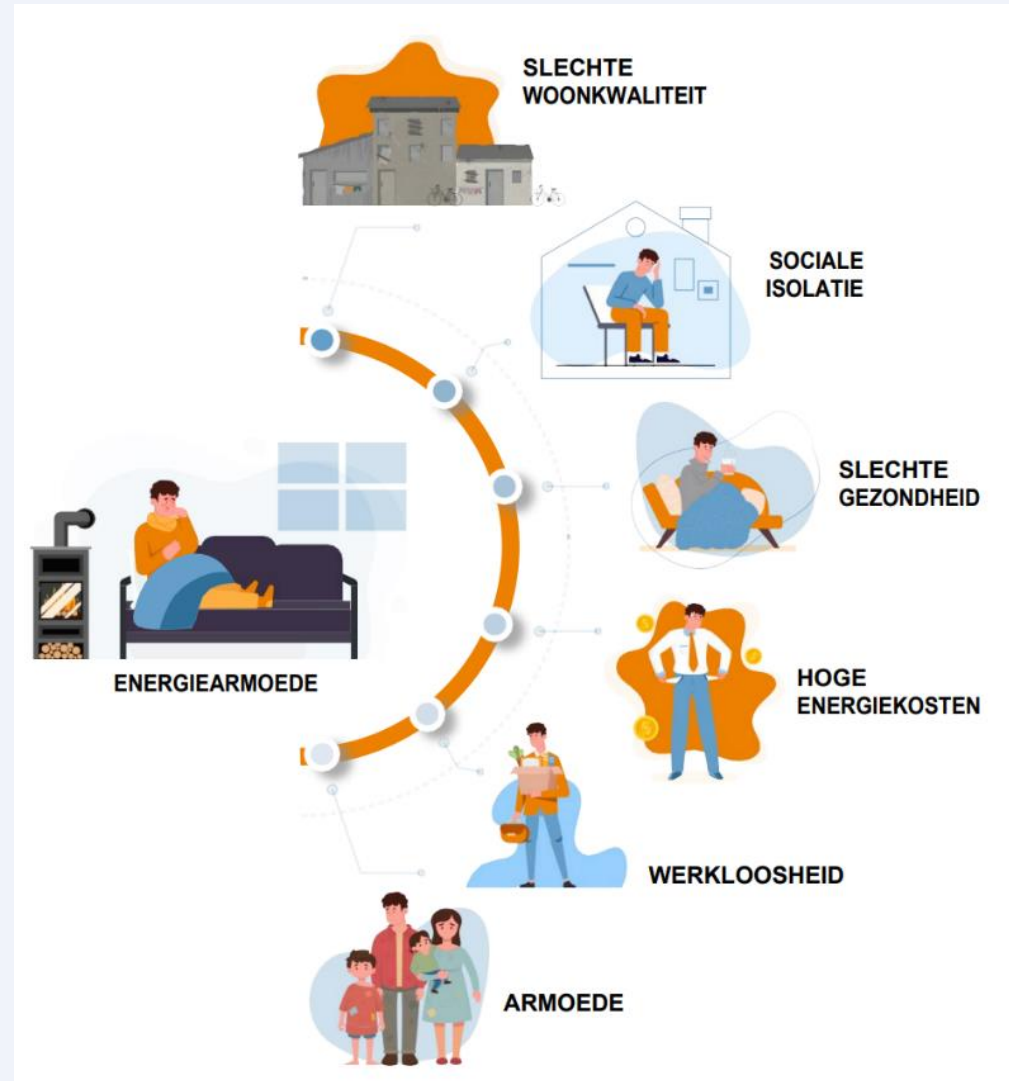 SLECHTE
WOONKWALITEIT
SOCIALE
ISOLATIE
SLECHTE
GEZONDHEID
ENERGIEARMOEDE
HOGE
ENERGIEKOSTEN
WERKLOOSHEID
ARMOEDE